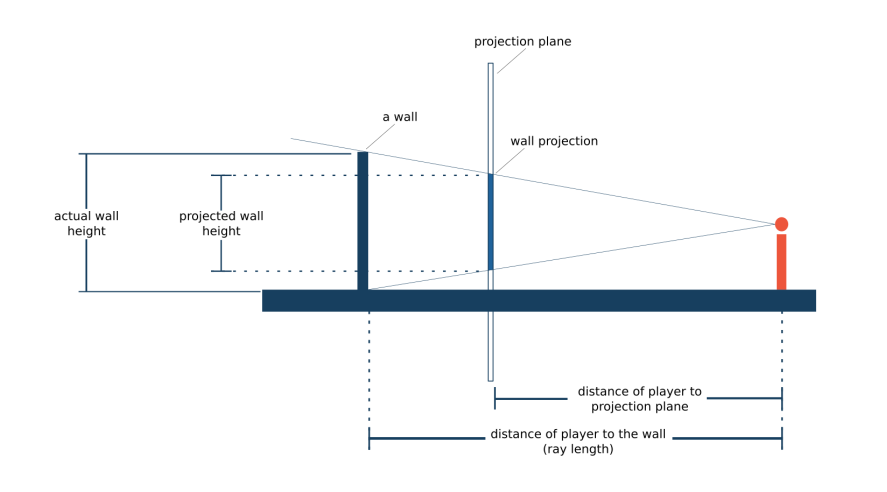 projection plane
a wall
wall projection
actual wall
height
projected wall
height
distance of player to
projection plane
distance of player to the wall
(ray length)